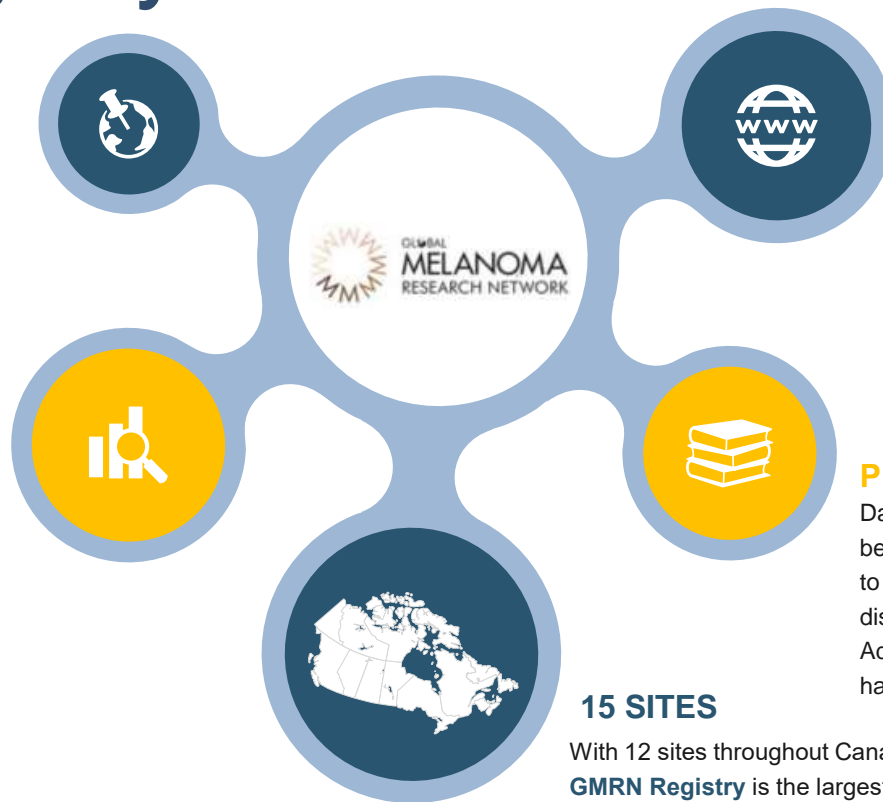 www
GLOBAL
MELANOMA
RESEARCH NETWORK
P
Da
be
to
dis
Ac
ha
15 SITES
With 12 sites throughout Cana
GMRN Registry is the largest